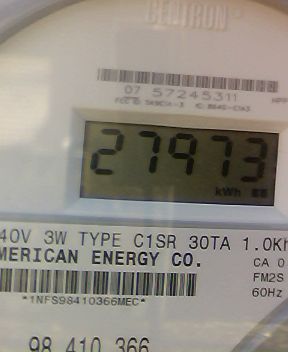 CENTRON®
07 57245311
27973
kWh
40V 3W TYPE C1SR 30TA 1.0Kh
MERICAN ENERGY CO.
CA 0
FM2S
60Hz
*1NFS98410366MEC*
98 410 366